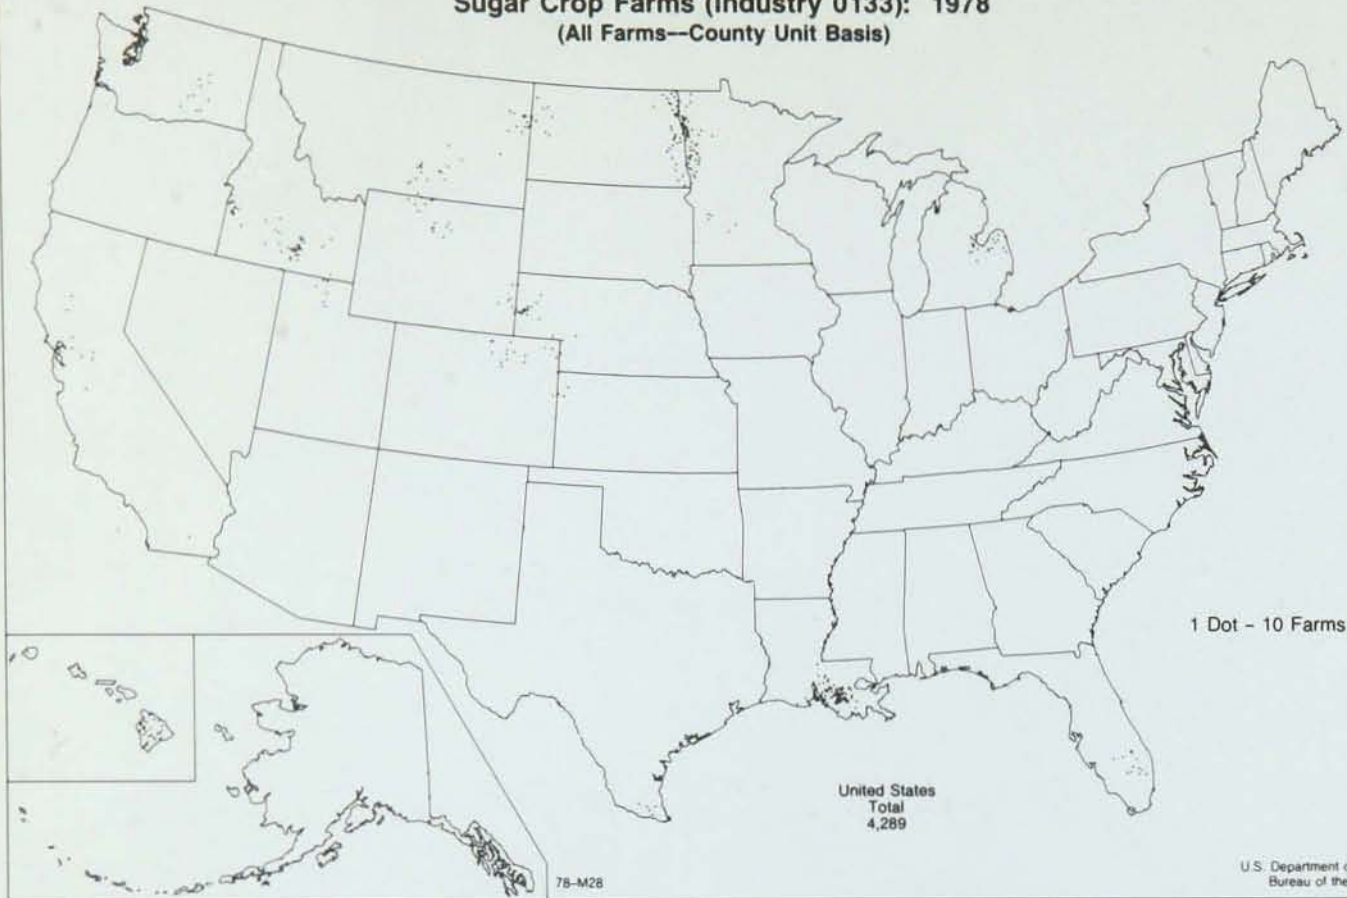 Sugar Crop Farms (Industry 0133): 1978
(All Farms--County Unit Basis)
1 Dot - 10 Farms
United States
Total
4,289
78-M28
U.S. Department
Bureau of the